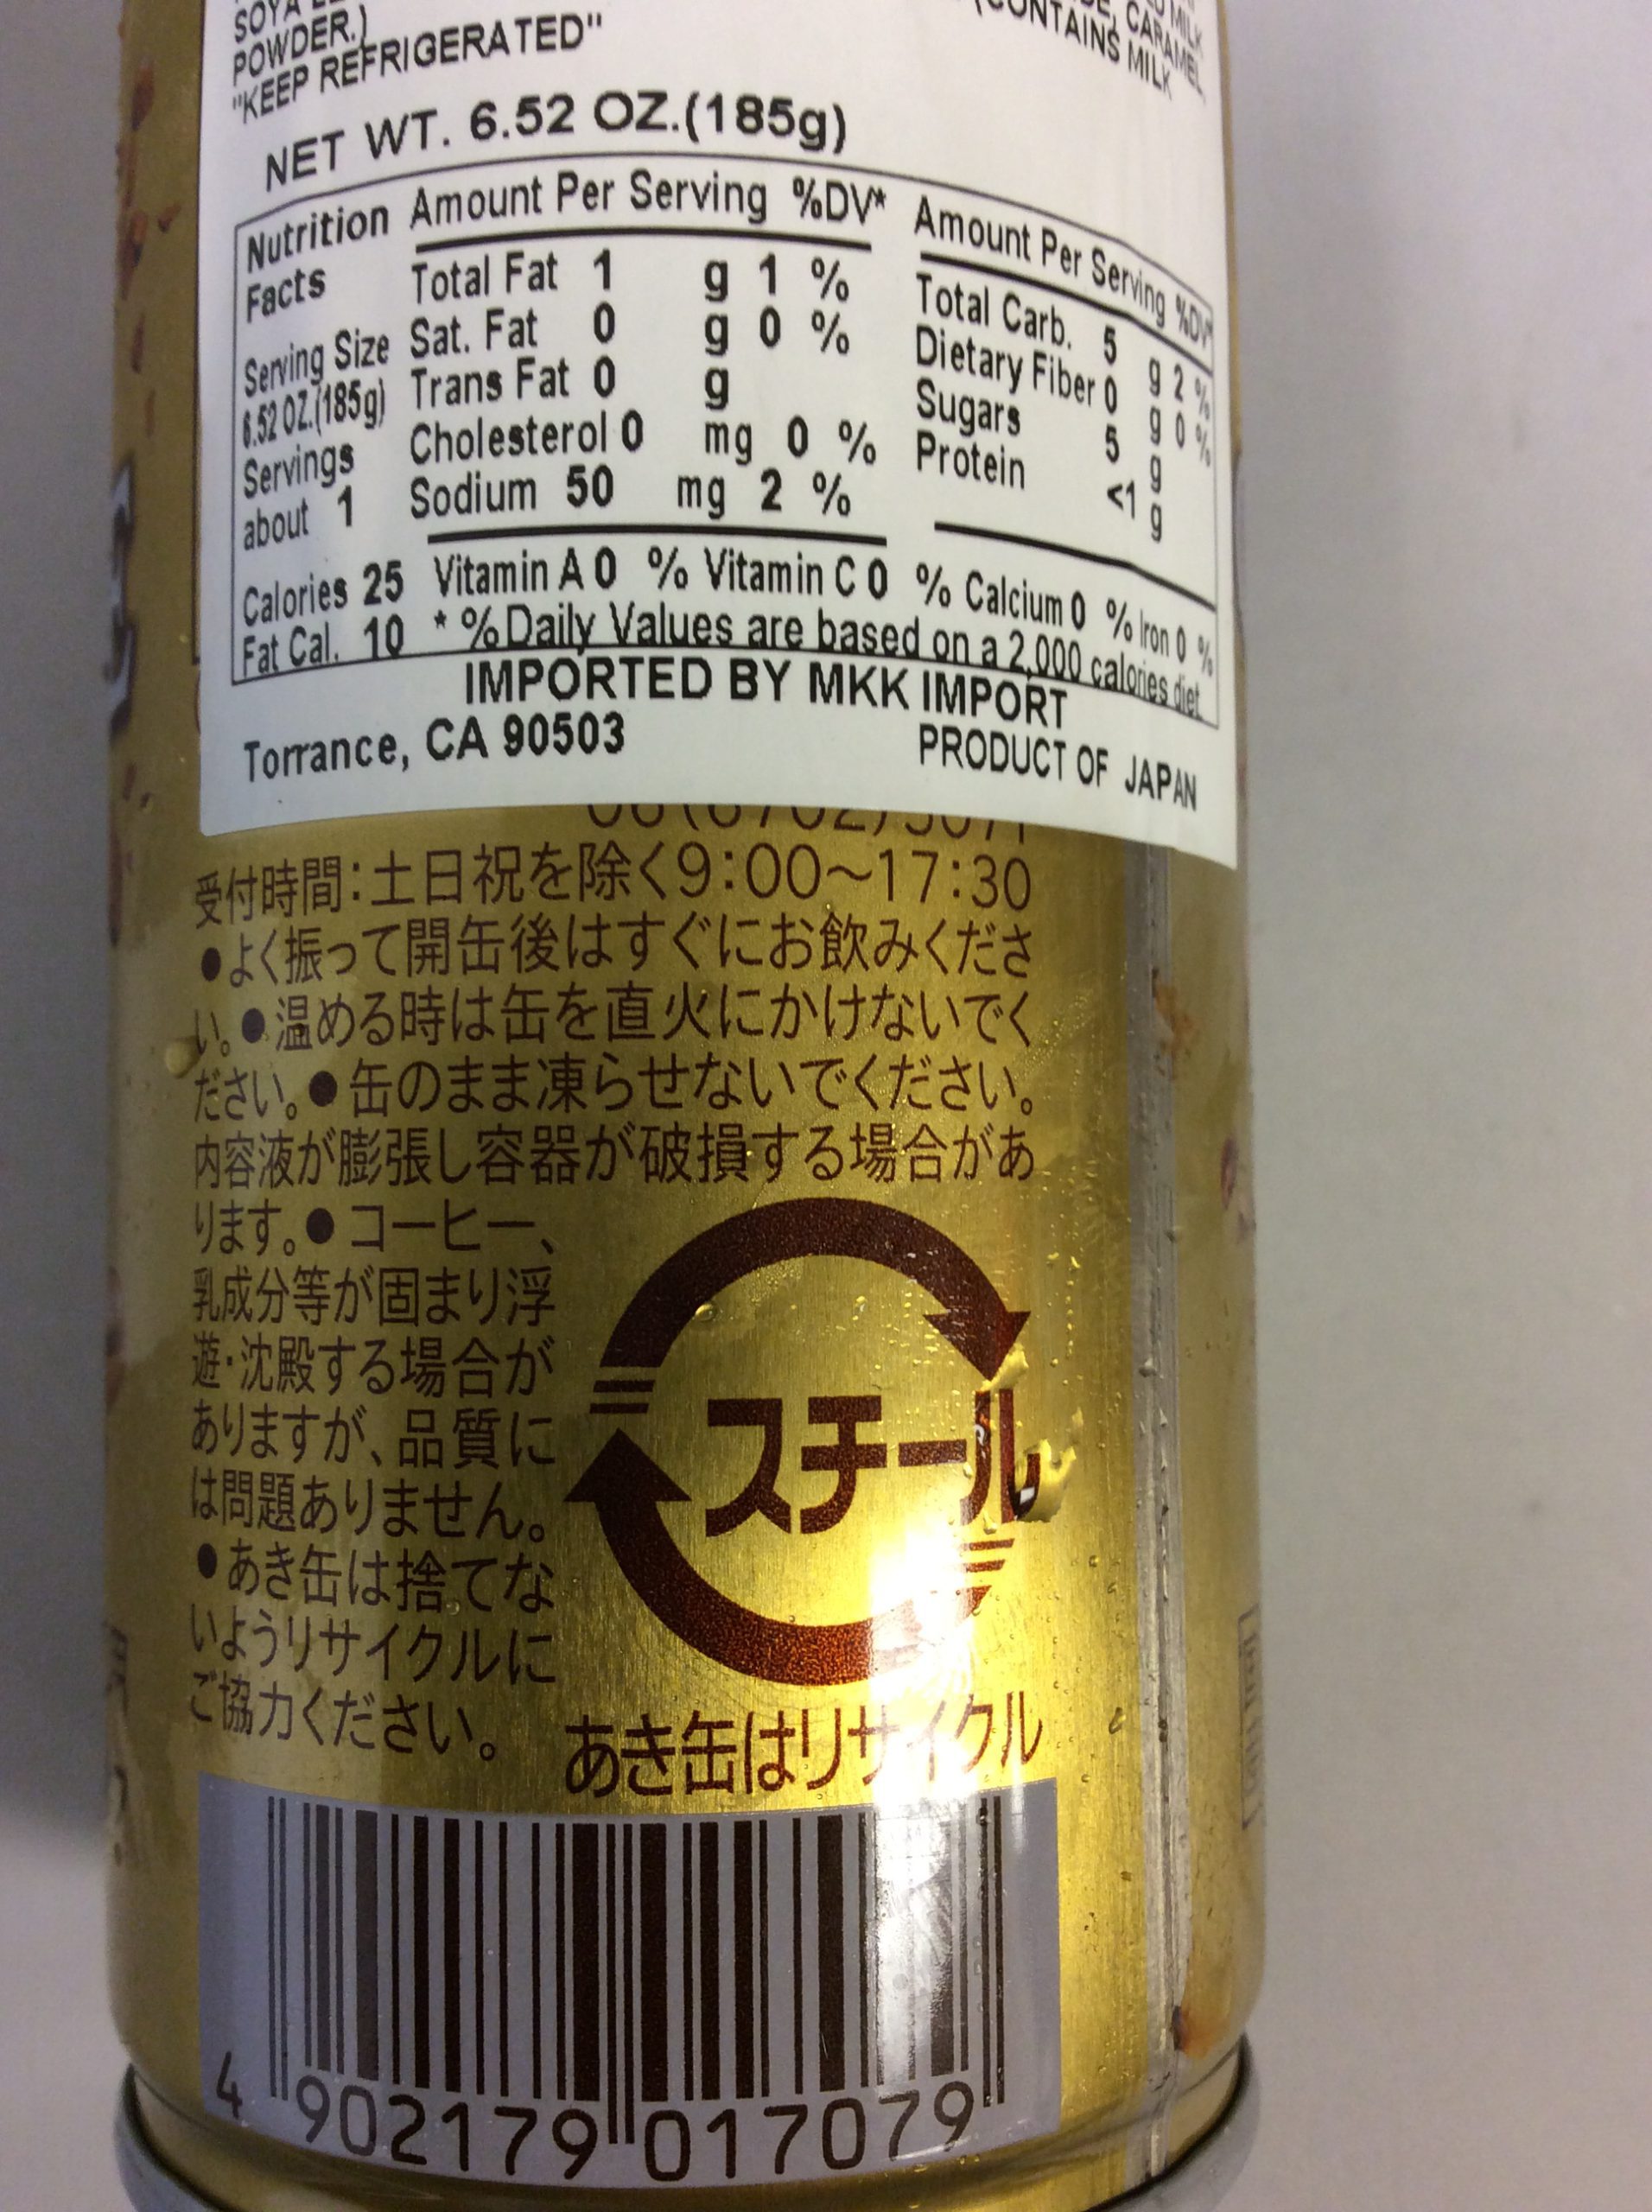 SOYA
POWDER.)
"KEEP REFRIGERATED"
MILK
CARAMEL
(CONTAINS MILK
NET WT. 6.52 OZ.(185g)
Nutrition Facts
Serving Size
6.52 OZ.(185g)
Servings
about 1
Calories 25
Fat Cal. 10
Amount Per Serving %DV*
Total Fat 1 g 1 %
Sat. Fat 0 g 0 %
Trans Fat 0 g
Cholesterol 0 mg 0 %
Sodium 50 mg 2 %
Amount Per Serving %DV*
Total Carb. 5 g 2 %
Dietary Fiber 0 g 0 %
Sugars 5 g
Protein <1 g
Vitamin A 0 % Vitamin C 0 % Calcium 0 % Iron 0 %
* %Daily Values are based on a 2,000 calories diet
IMPORTED BY MKK IMPORT
Torrance, CA 90503 PRODUCT OF JAPAN
受付時間:土日祝を除く9:00〜17:30
●よく振って開缶後はすぐにお飲みくださ
い。●温める時は缶を直火にかけないでく
ださい。●缶のまま凍らせないでください。
内容液が膨張し容器が破損する場合があ
ります。●コーヒー、
乳成分等が固まり浮
遊・沈殿する場合が
ありますが、品質に
は問題ありません。
●あき缶は捨てな
いようリサイクルに
ご協力ください。
スチール
あき缶はリサイクル
4 902179 017079